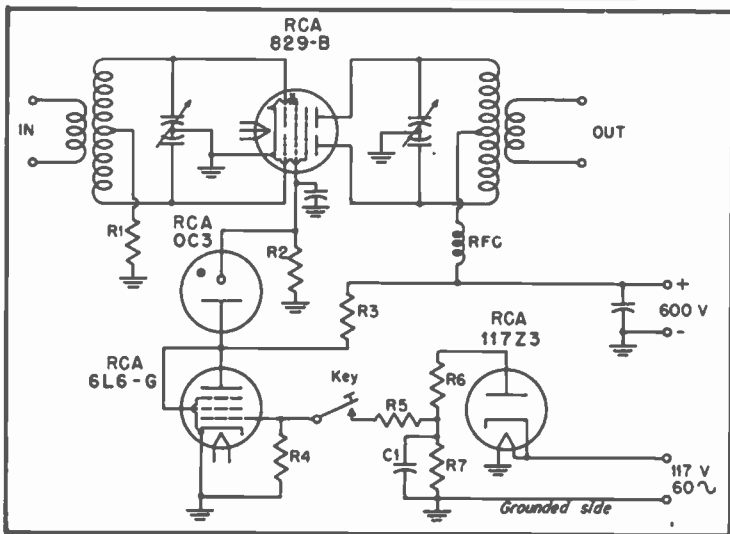 RCA
829-B
IN
OUT
R1
RCA
OC3
R2
RFC
R3
+
600 V
-
RCA
117Z3
RCA
6L6-G
Key
R6
R5
R4
C1
R7
117 V
60∿
Grounded side